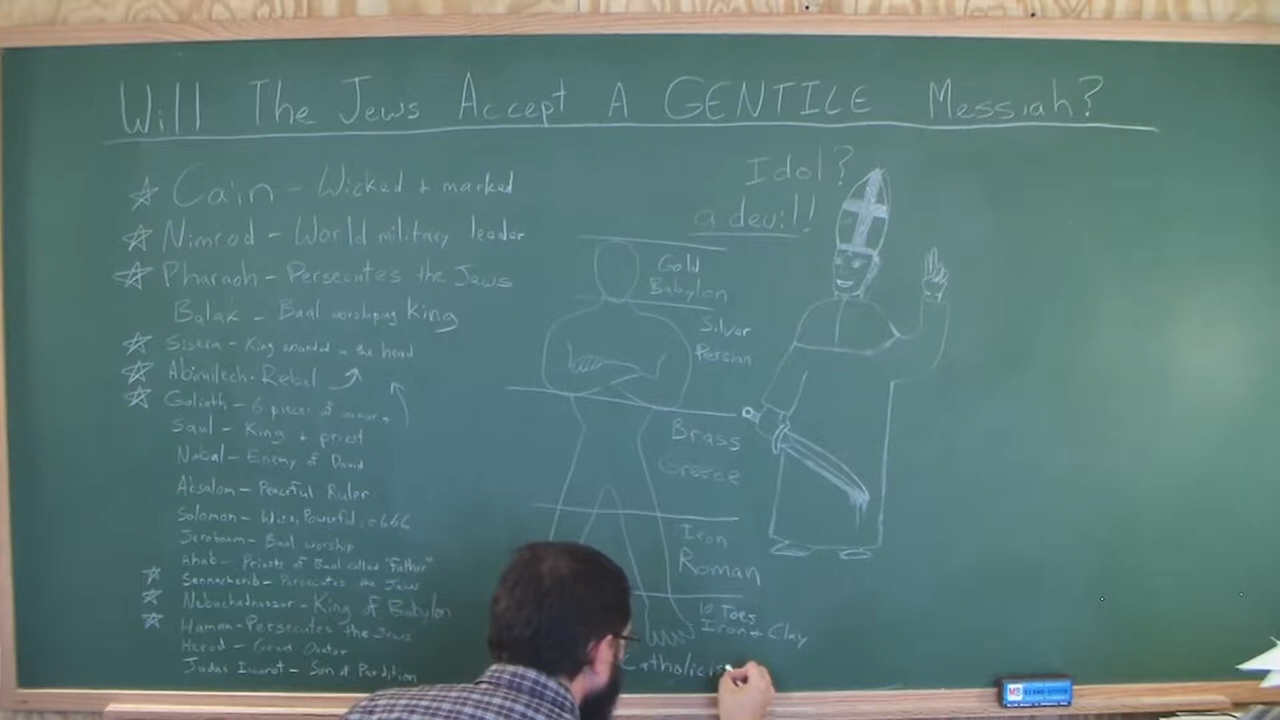 Will The Jews Accept A GENTILE Messiah?
Cain - Wicked + marked
Nimrod - World military leader
Pharaoh - Persecutes the Jews
Balak - Baal worshiping King
Sisera - King wounded in the head
Abimilech - Rebel
Goliath - 6 pieces of armor
Saul - King + priest
Nabal - Enemy of David
Absalom - Peaceful Ruler
Solomon - Wise, Powerful, 666
Jeroboam - Baal worship
Ahab - Priests of Baal called "Father"
Sennacherib - Persecutes the Jews
Nebuchadnezzar - King of Babylon
Haman - Persecutes the Jews
Herod - Great Orator
Judas Iscariot - Son of Perdition
Idol?
a devil!
Gold
Babylon
Silver
Persian
Brass
Greece
Iron
Roman
10 Toes
Iron + Clay
Catholicis
MB